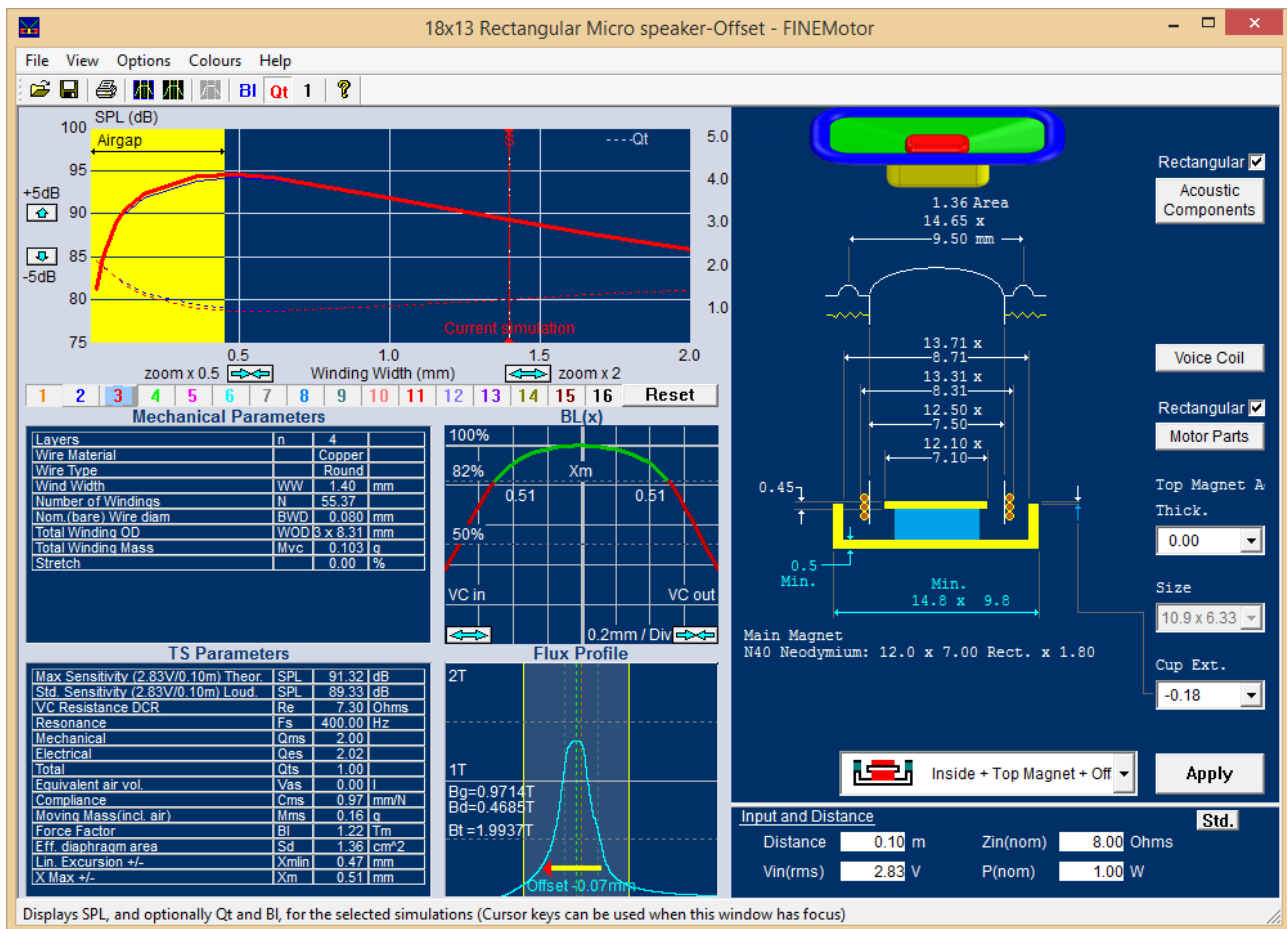 18x13 Rectangular Micro speaker-Offset - FINEMotor
File View Options Colours Help
Bl Qt 1 ?
SPL (dB)
100
95
90
85
80
75
+5dB
-5dB
Airgap
S
----Qt
5.0
4.0
3.0
2.0
1.0
Current simulation
0.5 1.0 1.5 2.0
zoom x 0.5 Winding Width (mm) zoom x 2
1 2 3 4 5 6 7 8 9 10 11 12 13 14 15 16 Reset
Mechanical Parameters
Layers n 4
Wire Material Copper
Wire Type Round
Wind Width WW 1.40 mm
Number of Windings N 55.37
Nom.(bare) Wire diam BWD 0.080 mm
Total Winding OD WOD 3 x 8.31 mm
Total Winding Mass Mvc 0.103 g
Stretch 0.00 %
BL(x)
100%
82%
50%
Xm
0.51 0.51
VC in VC out
0.2mm / Div
TS Parameters
Max Sensitivity (2.83V/0.10m) Theor. SPL 91.32 dB
Std. Sensitivity (2.83V/0.10m) Loud. SPL 89.33 dB
VC Resistance DCR Re 7.30 Ohms
Resonance Fs 400.00 Hz
Mechanical Qms 2.00
Electrical Qes 2.02
Total Qts 1.00
Equivalent air vol. Vas 0.00 l
Compliance Cms 0.97 mm/N
Moving Mass(incl. air) Mms 0.16 g
Force Factor Bl 1.22 Tm
Eff. diaphragm area Sd 1.36 cm^2
Lin. Excursion +/- Xmlin 0.47 mm
X Max +/- Xm 0.51 mm
Flux Profile
2T
1T
Bg=0.9714T
Bd=0.4685T
Bt =1.9937T
Offset -0.07mm
1.36 Area
14.65 x
9.50 mm
13.71 x
8.71
13.31 x
8.31
12.50 x
7.50
12.10 x
7.10
0.45
0.5
Min.
Min.
14.8 x 9.8
Main Magnet
N40 Neodymium: 12.0 x 7.00 Rect. x 1.80
Rectangular
Acoustic
Components
Voice Coil
Rectangular
Motor Parts
Top Magnet A
Thick.
0.00
Size
10.9 x 6.33
Cup Ext.
-0.18
Inside + Top Magnet + Off
Apply
Input and Distance
Std.
Distance 0.10 m Zin(nom) 8.00 Ohms
Vin(rms) 2.83 V P(nom) 1.00 W
Displays SPL, and optionally Qt and Bl, for the selected simulations (Cursor keys can be used when this window has focus)